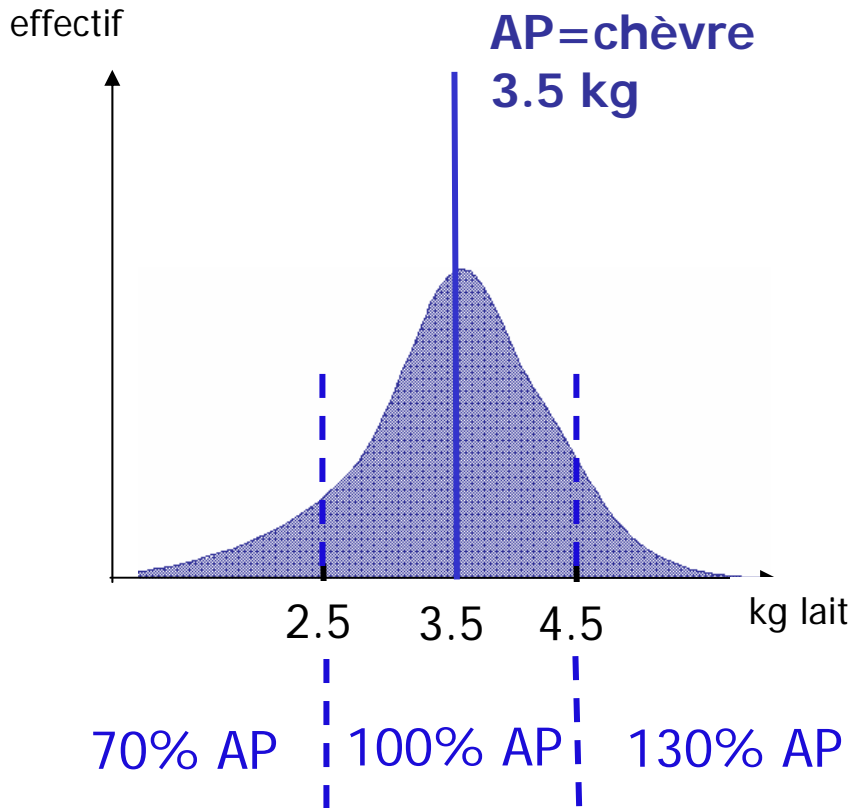 effectif
AP=chèvre
3.5 kg
2.5 3.5 4.5 kg lait
70% AP 100% AP 130% AP